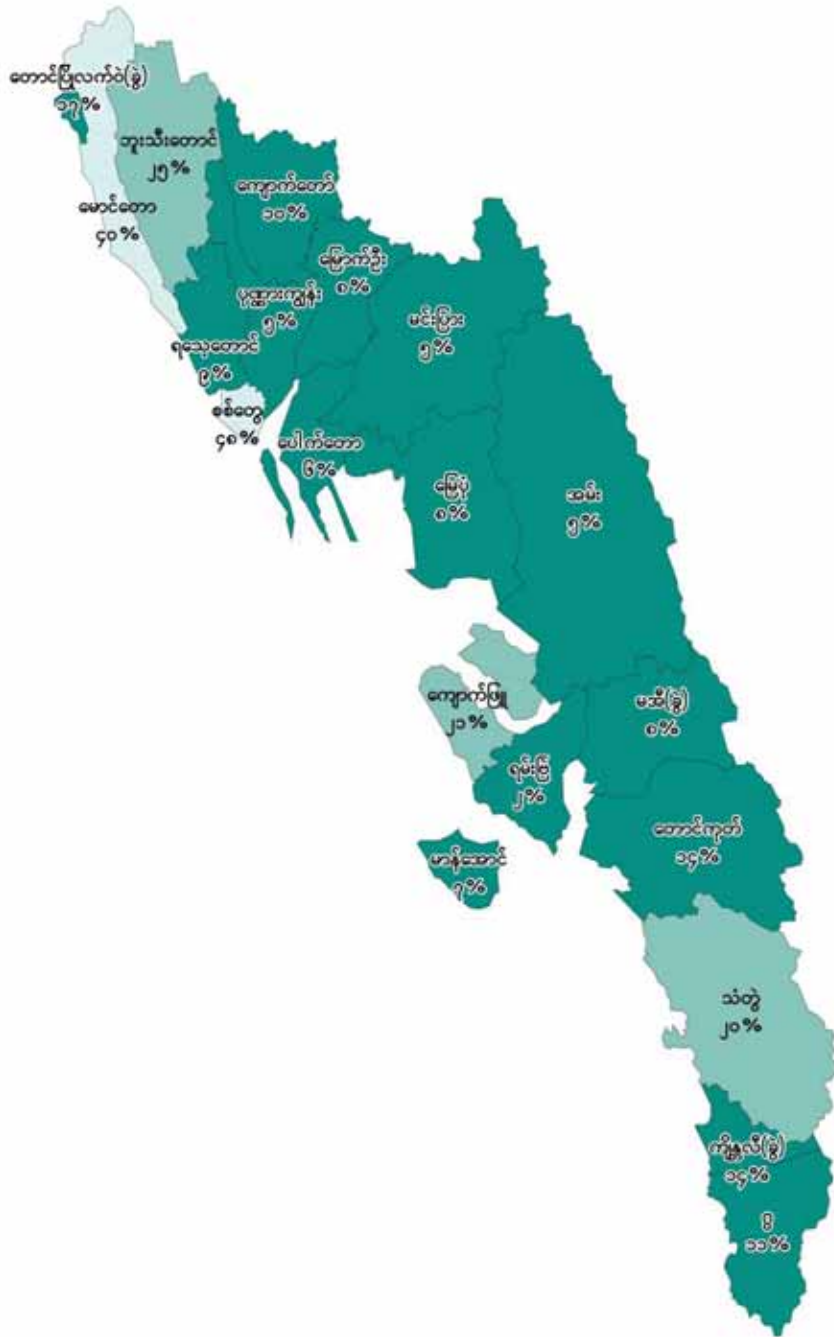 တောင်ပြိုလက်ဝဲ(ခွဲ)
၁၇%
ဘူးသီးတောင်
၂၅%
ကျောက်တော်
၁၀%
မောင်တော
၄၀%
မြောက်ဦး
၈%
ပုဏ္ဏားကျွန်း
၅%
မင်းပြား
၅%
ရသေ့တောင်
၉%
စစ်တွေ
၄၈%
ပေါက်တော
၆%
မြေပုံ
၈%
အမ်း
၅%
ကျောက်ဖြူ
၂၁%
မအီ(ခွဲ)
၈%
ရမ်းဗြဲ
၂%
တောင်ကုတ်
၁၄%
မာန်အောင်
၇%
သံတွဲ
၂၀%
ကျိန္တလီ(ခွဲ)
၁၄%
ဂွ
၁၁%